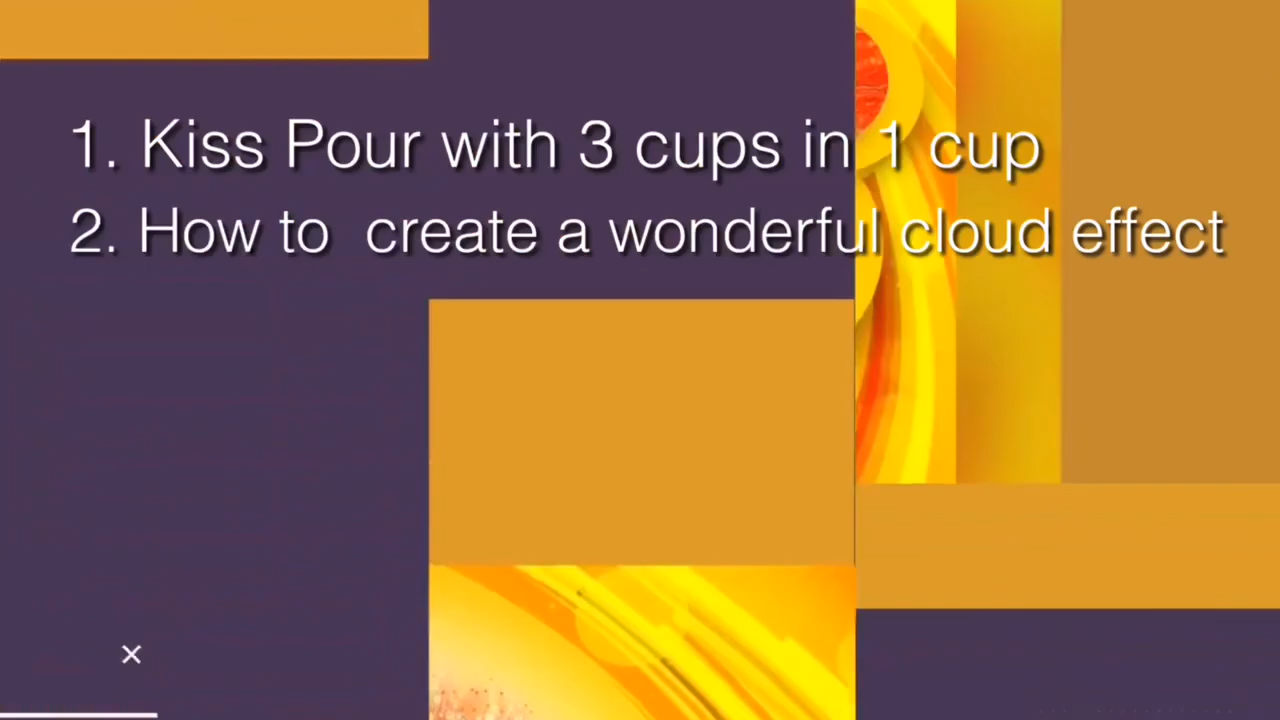 1. Kiss Pour with 3 cups in 1 cup
2. How to  create a wonderful cloud effect